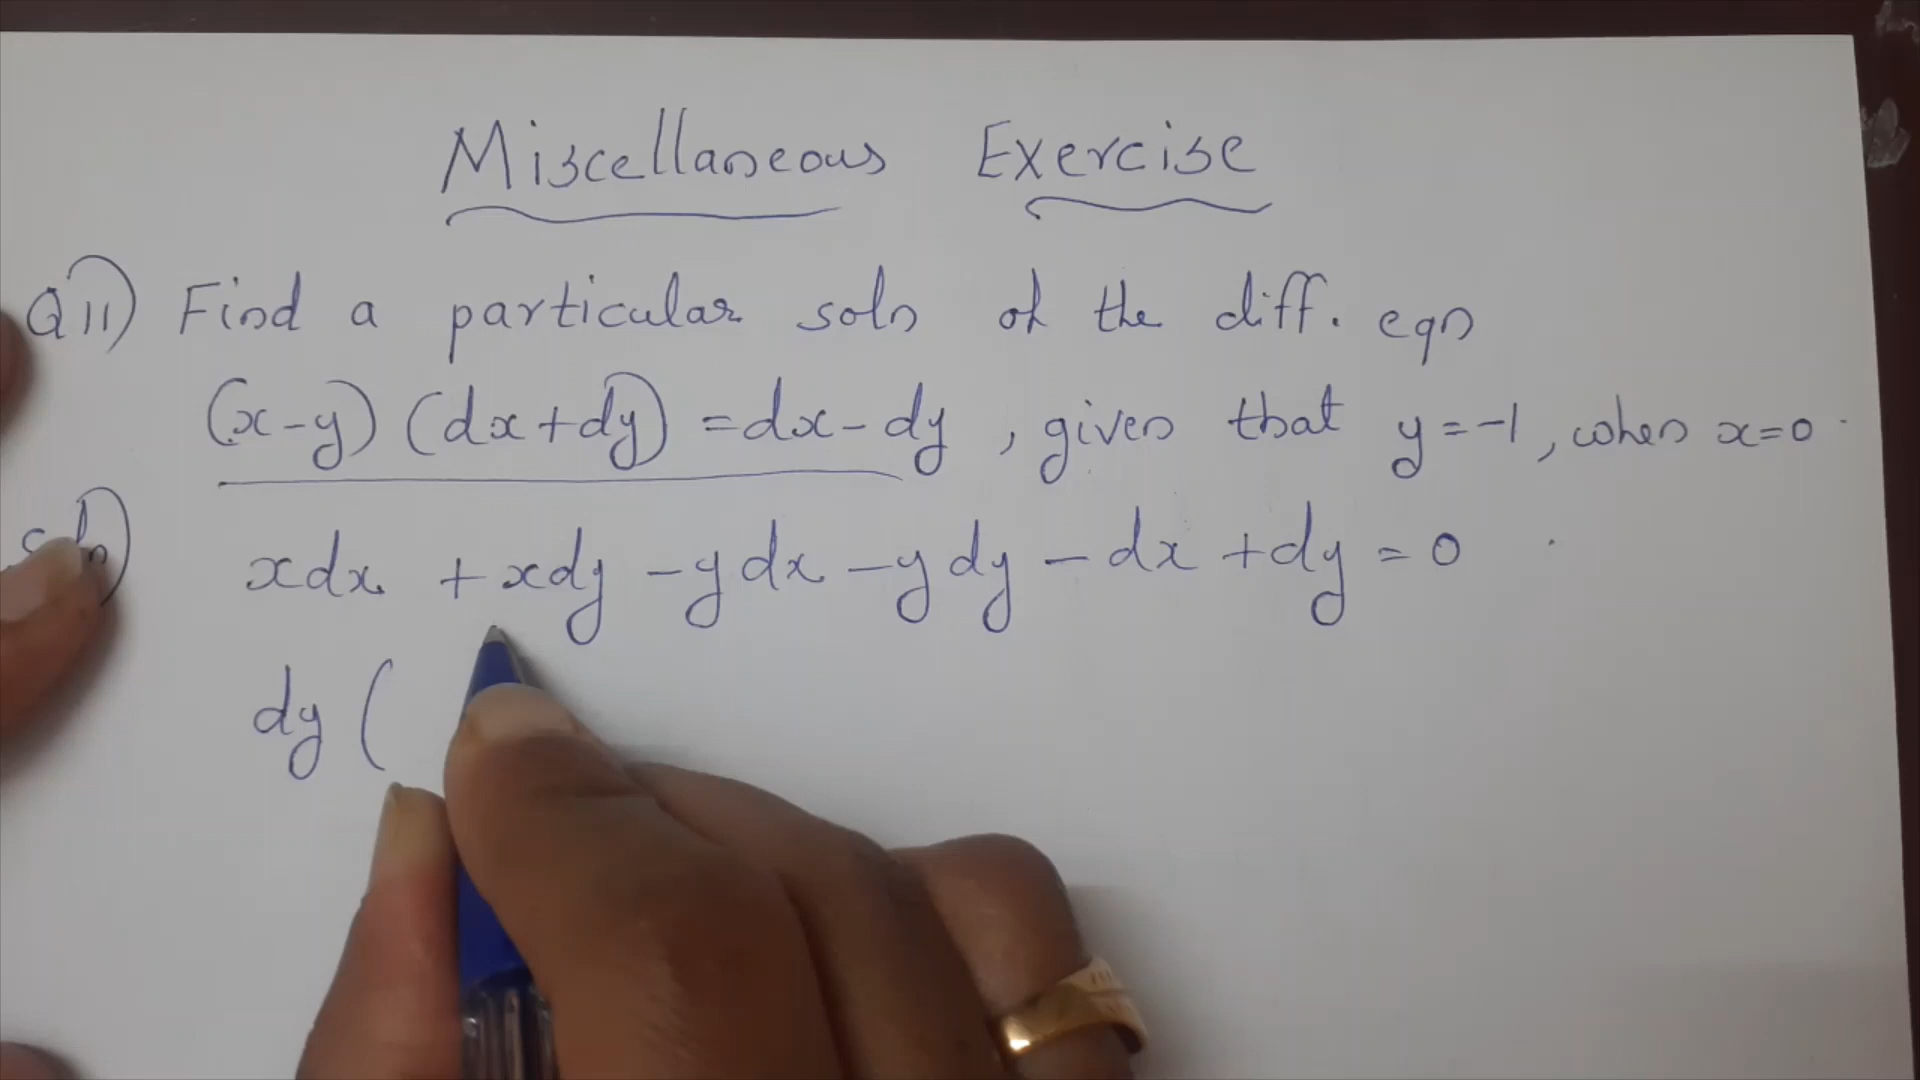 Miscellaneous Exercise
Q11) Find a particular soln of the diff. eqn
(x-y) (dx+dy) =dx-dy, given that y=-1, when x=0.
Soln)
xdx +xdy -ydx -ydy -dx +dy = 0
dy (